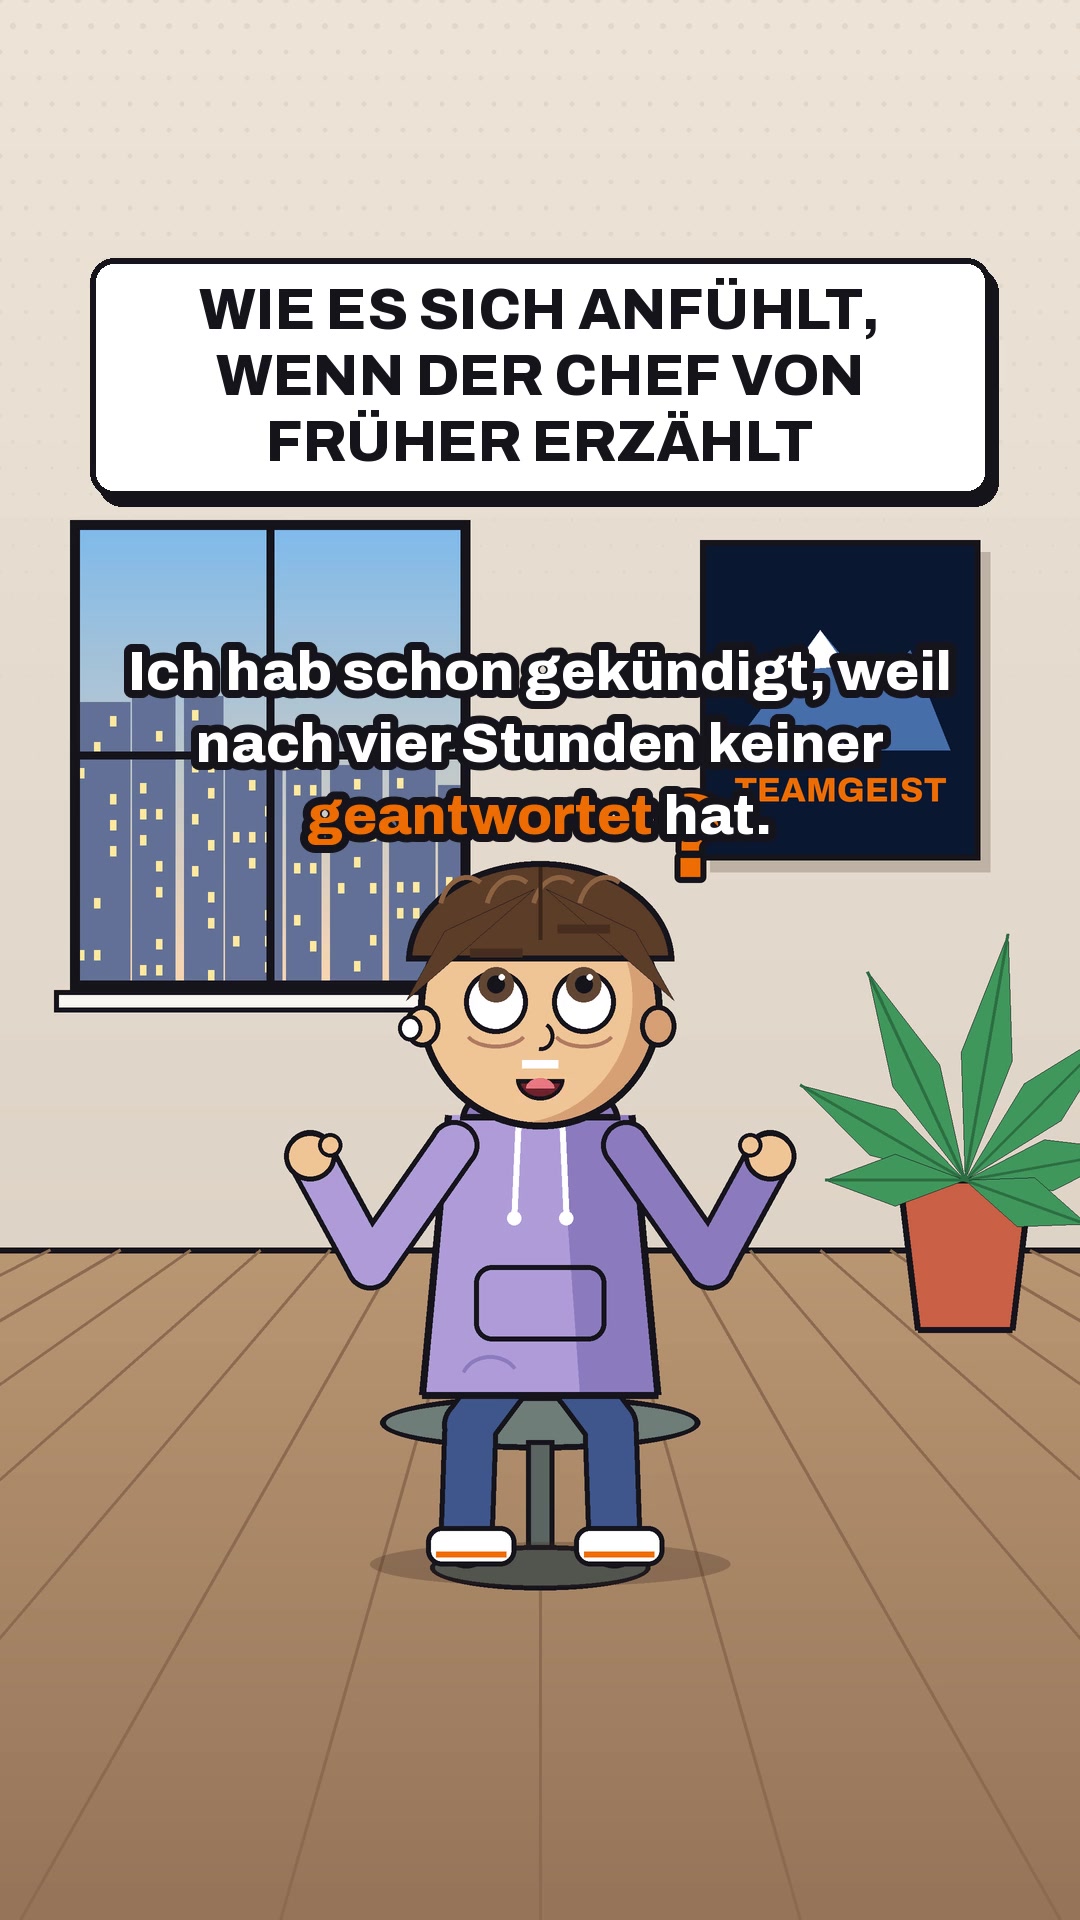 WIE ES SICH ANFÜHLT,
WENN DER CHEF VON
FRÜHER ERZÄHLT
Ich hab schon gekündigt, weil
nach vier Stunden keiner
geantwortet hat.
?
TEAMGEIST